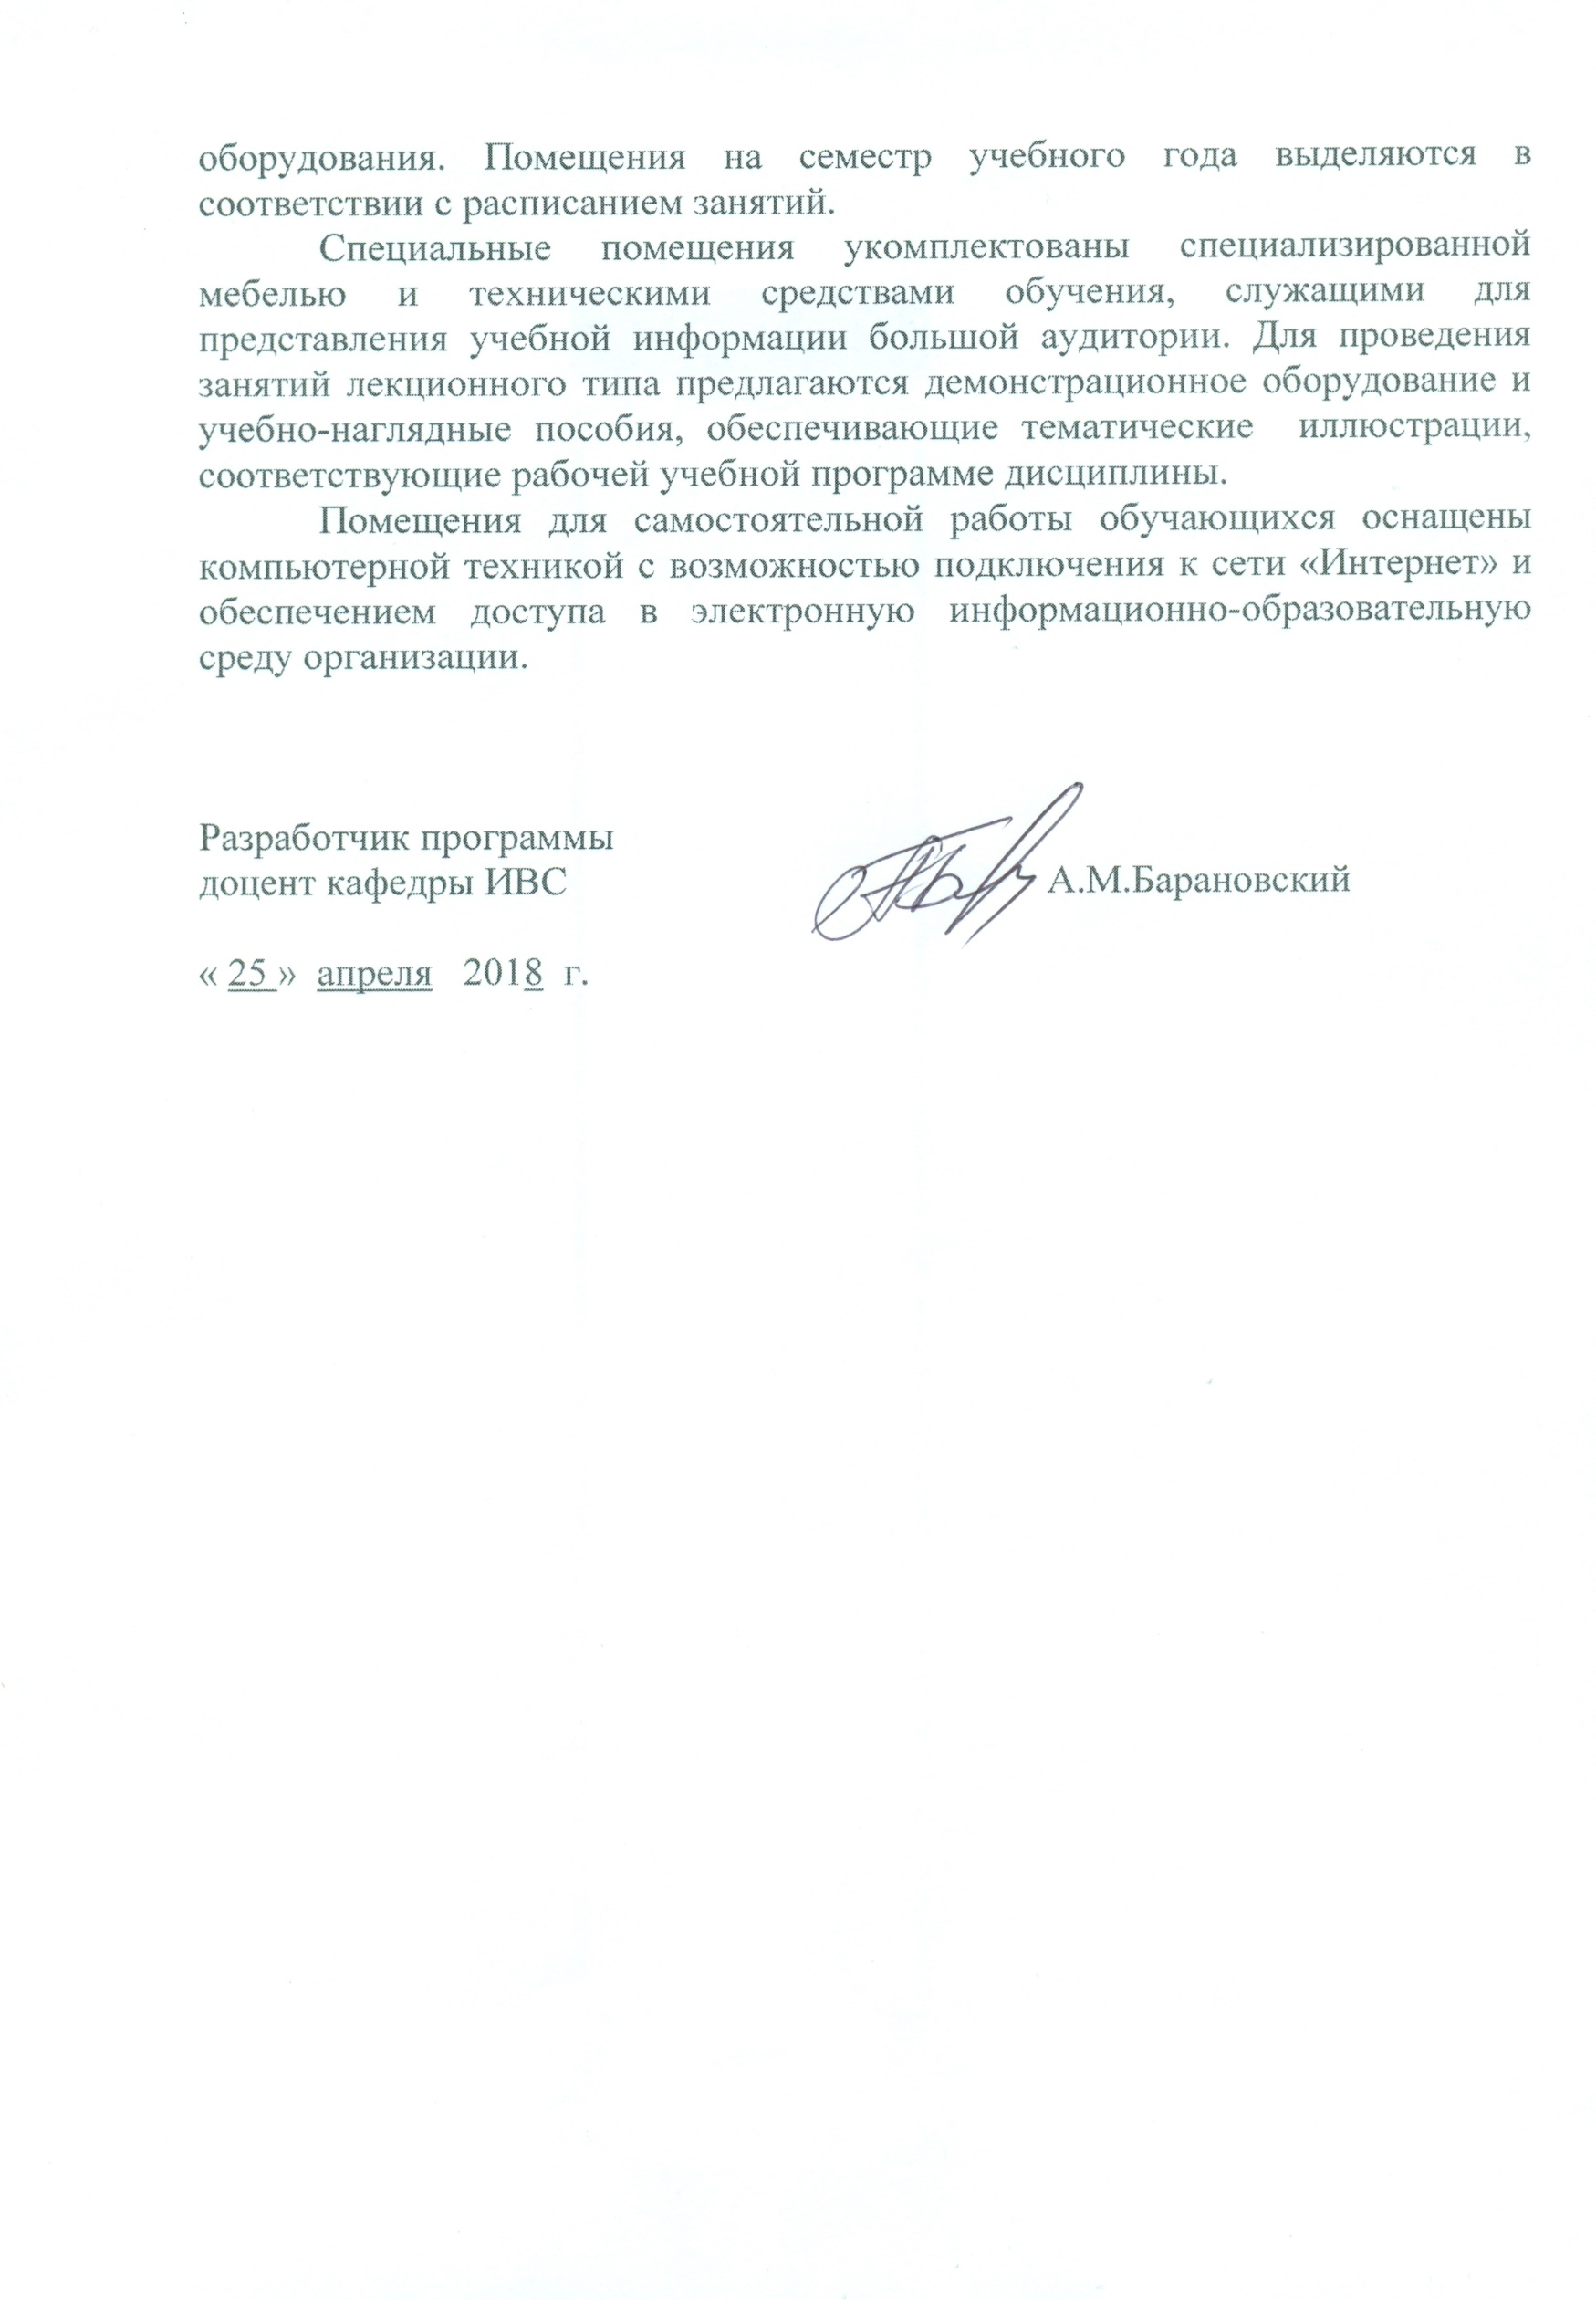 оборудования. Помещения на семестр учебного года выделяются в
соответствии с расписанием занятий.
Специальные помещения укомплектованы специализированной
мебелью и техническими средствами обучения, служащими для
представления учебной информации большой аудитории. Для проведения
занятий лекционного типа предлагаются демонстрационное оборудование и
учебно-наглядные пособия, обеспечивающие тематические иллюстрации,
соответствующие рабочей учебной программе дисциплины.
Помещения для самостоятельной работы обучающихся оснащены
компьютерной техникой с возможностью подключения к сети «Интернет» и
обеспечением доступа в электронную информационно-образовательную
среду организации.
Разработчик программы
доцент кафедры ИВС А.М.Барановский
« 25 » апреля 2018 г.